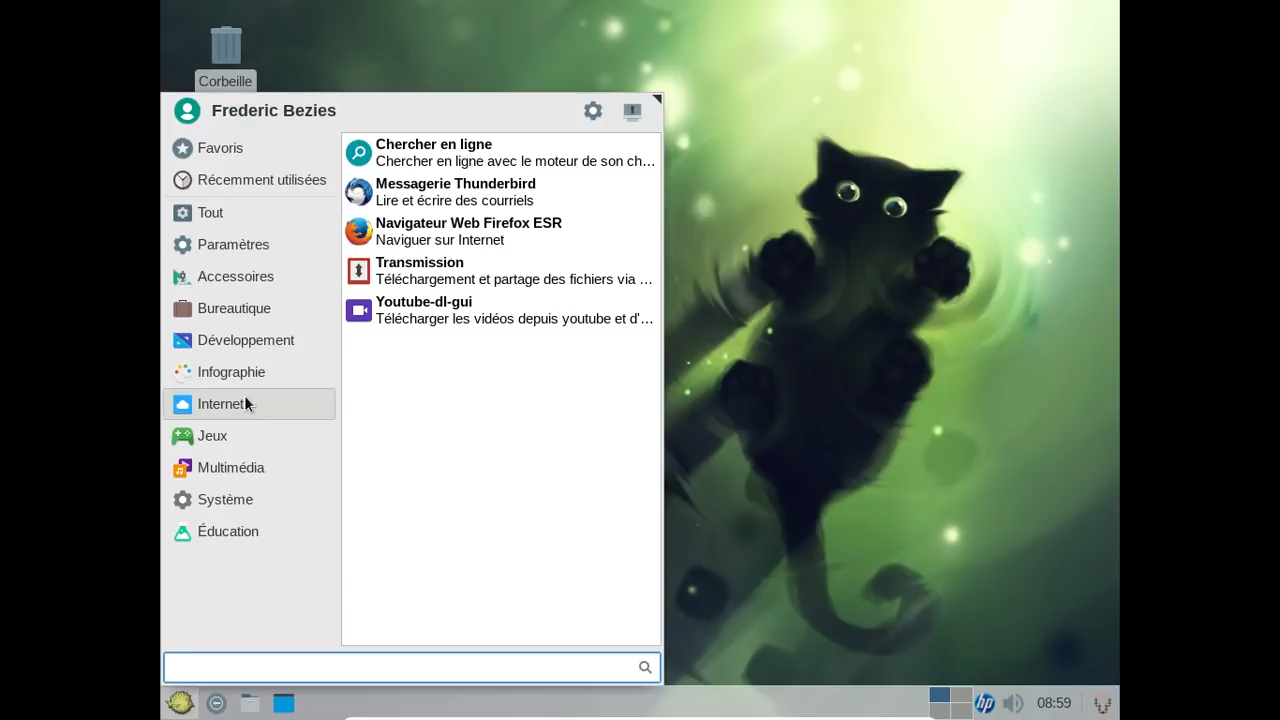 Corbeille
Frederic Bezies
Favoris
Récemment utilisées
Tout
Paramètres
Accessoires
Bureautique
Développement
Infographie
Internet
Jeux
Multimédia
Système
Éducation
Chercher en ligne
Chercher en ligne avec le moteur de son ch…
Messagerie Thunderbird
Lire et écrire des courriels
Navigateur Web Firefox ESR
Naviguer sur Internet
Transmission
Téléchargement et partage des fichiers via …
Youtube-dl-gui
Télécharger les vidéos depuis youtube et d'…
hp
08:59